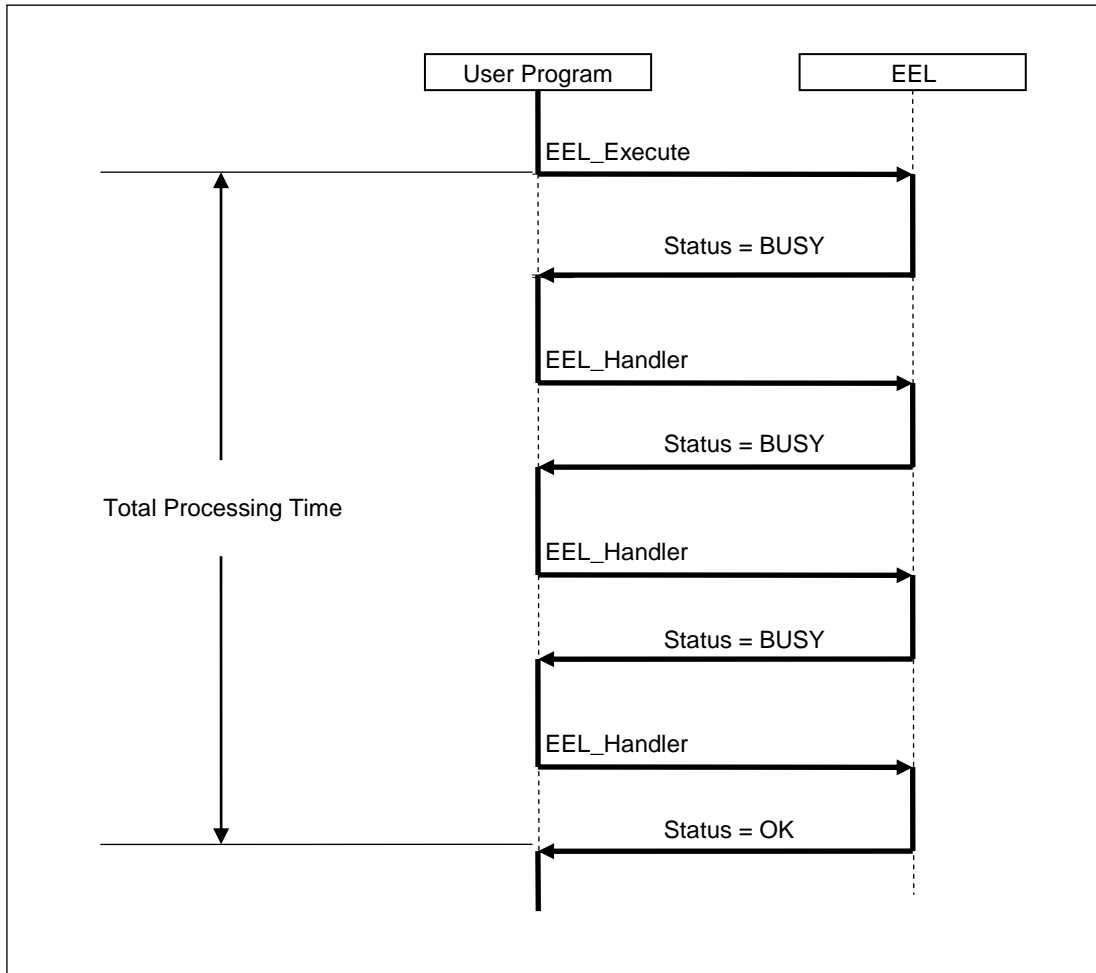 User Program
EEL
EEL_Execute
Status = BUSY
EEL_Handler
Status = BUSY
Total Processing Time
EEL_Handler
Status = BUSY
EEL_Handler
Status = OK